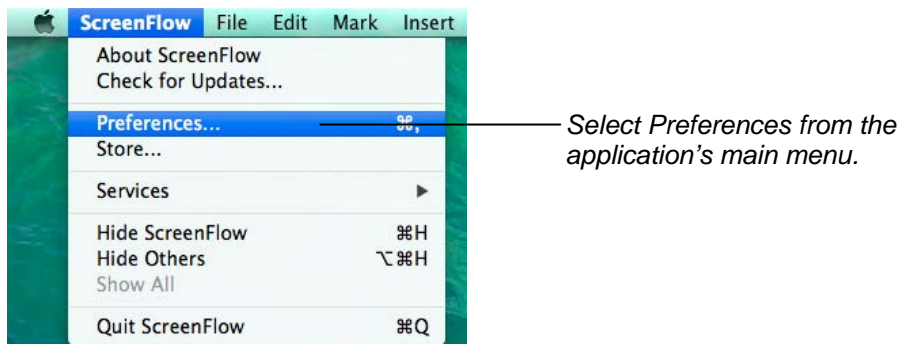 ScreenFlow File Edit Mark Insert
About ScreenFlow
Check for Updates...
Preferences... ⌘,
Store...
Services
Hide ScreenFlow ⌘H
Hide Others ⌥⌘H
Show All
Quit ScreenFlow ⌘Q
Select Preferences from the
application’s main menu.